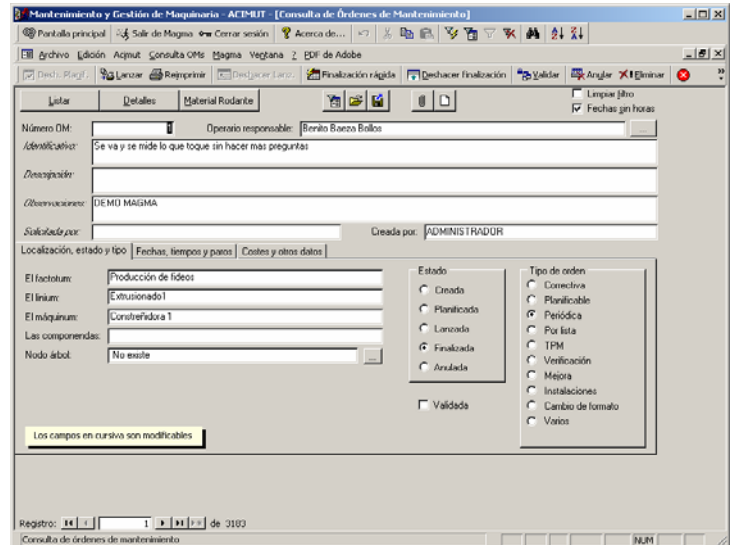 Mantenimiento y Gestión de Maquinaria - ACIMUT - [Consulta de Órdenes de Mantenimiento]
Pantalla principal Salir de Magma Cerrar sesión Acerca de...
Archivo Edición Acimut Consulta OMs Magma Ventana ? PDF de Adobe
Desh. Planif. Lanzar Reimprimir Deshacer Lanz. Finalización rápida Deshacer finalización Validar Anular Eliminar
Listar Detalles Material Rodante Limpiar filtro
Fechas sin horas
Número OM: 1 Operario responsable: Benito Baeza Bollos ...
Identificativo: Se va y se mide lo que toque sin hacer mas preguntas
Descripción:
Observaciones: DEMO MAGMA
Solicitada por: Creada por: ADMINISTRADOR
Localización, estado y tipo Fechas, tiempos y paros Costes y otros datos
El factotum: Producción de fideos
El linium: Extrusionado1
El máquinum: Constreñidora 1
Las componendas:
Nodo árbol: No existe ...
Estado
Creada
Planificada
Lanzada
Finalizada
Anulada
Validada
Tipo de orden
Correctiva
Planificable
Periódica
Por lista
TPM
Verificación
Mejora
Instalaciones
Cambio de formato
Varios
Los campos en cursiva son modificables
Registro: 1 de 3183
Consulta de órdenes de mantenimiento NUM